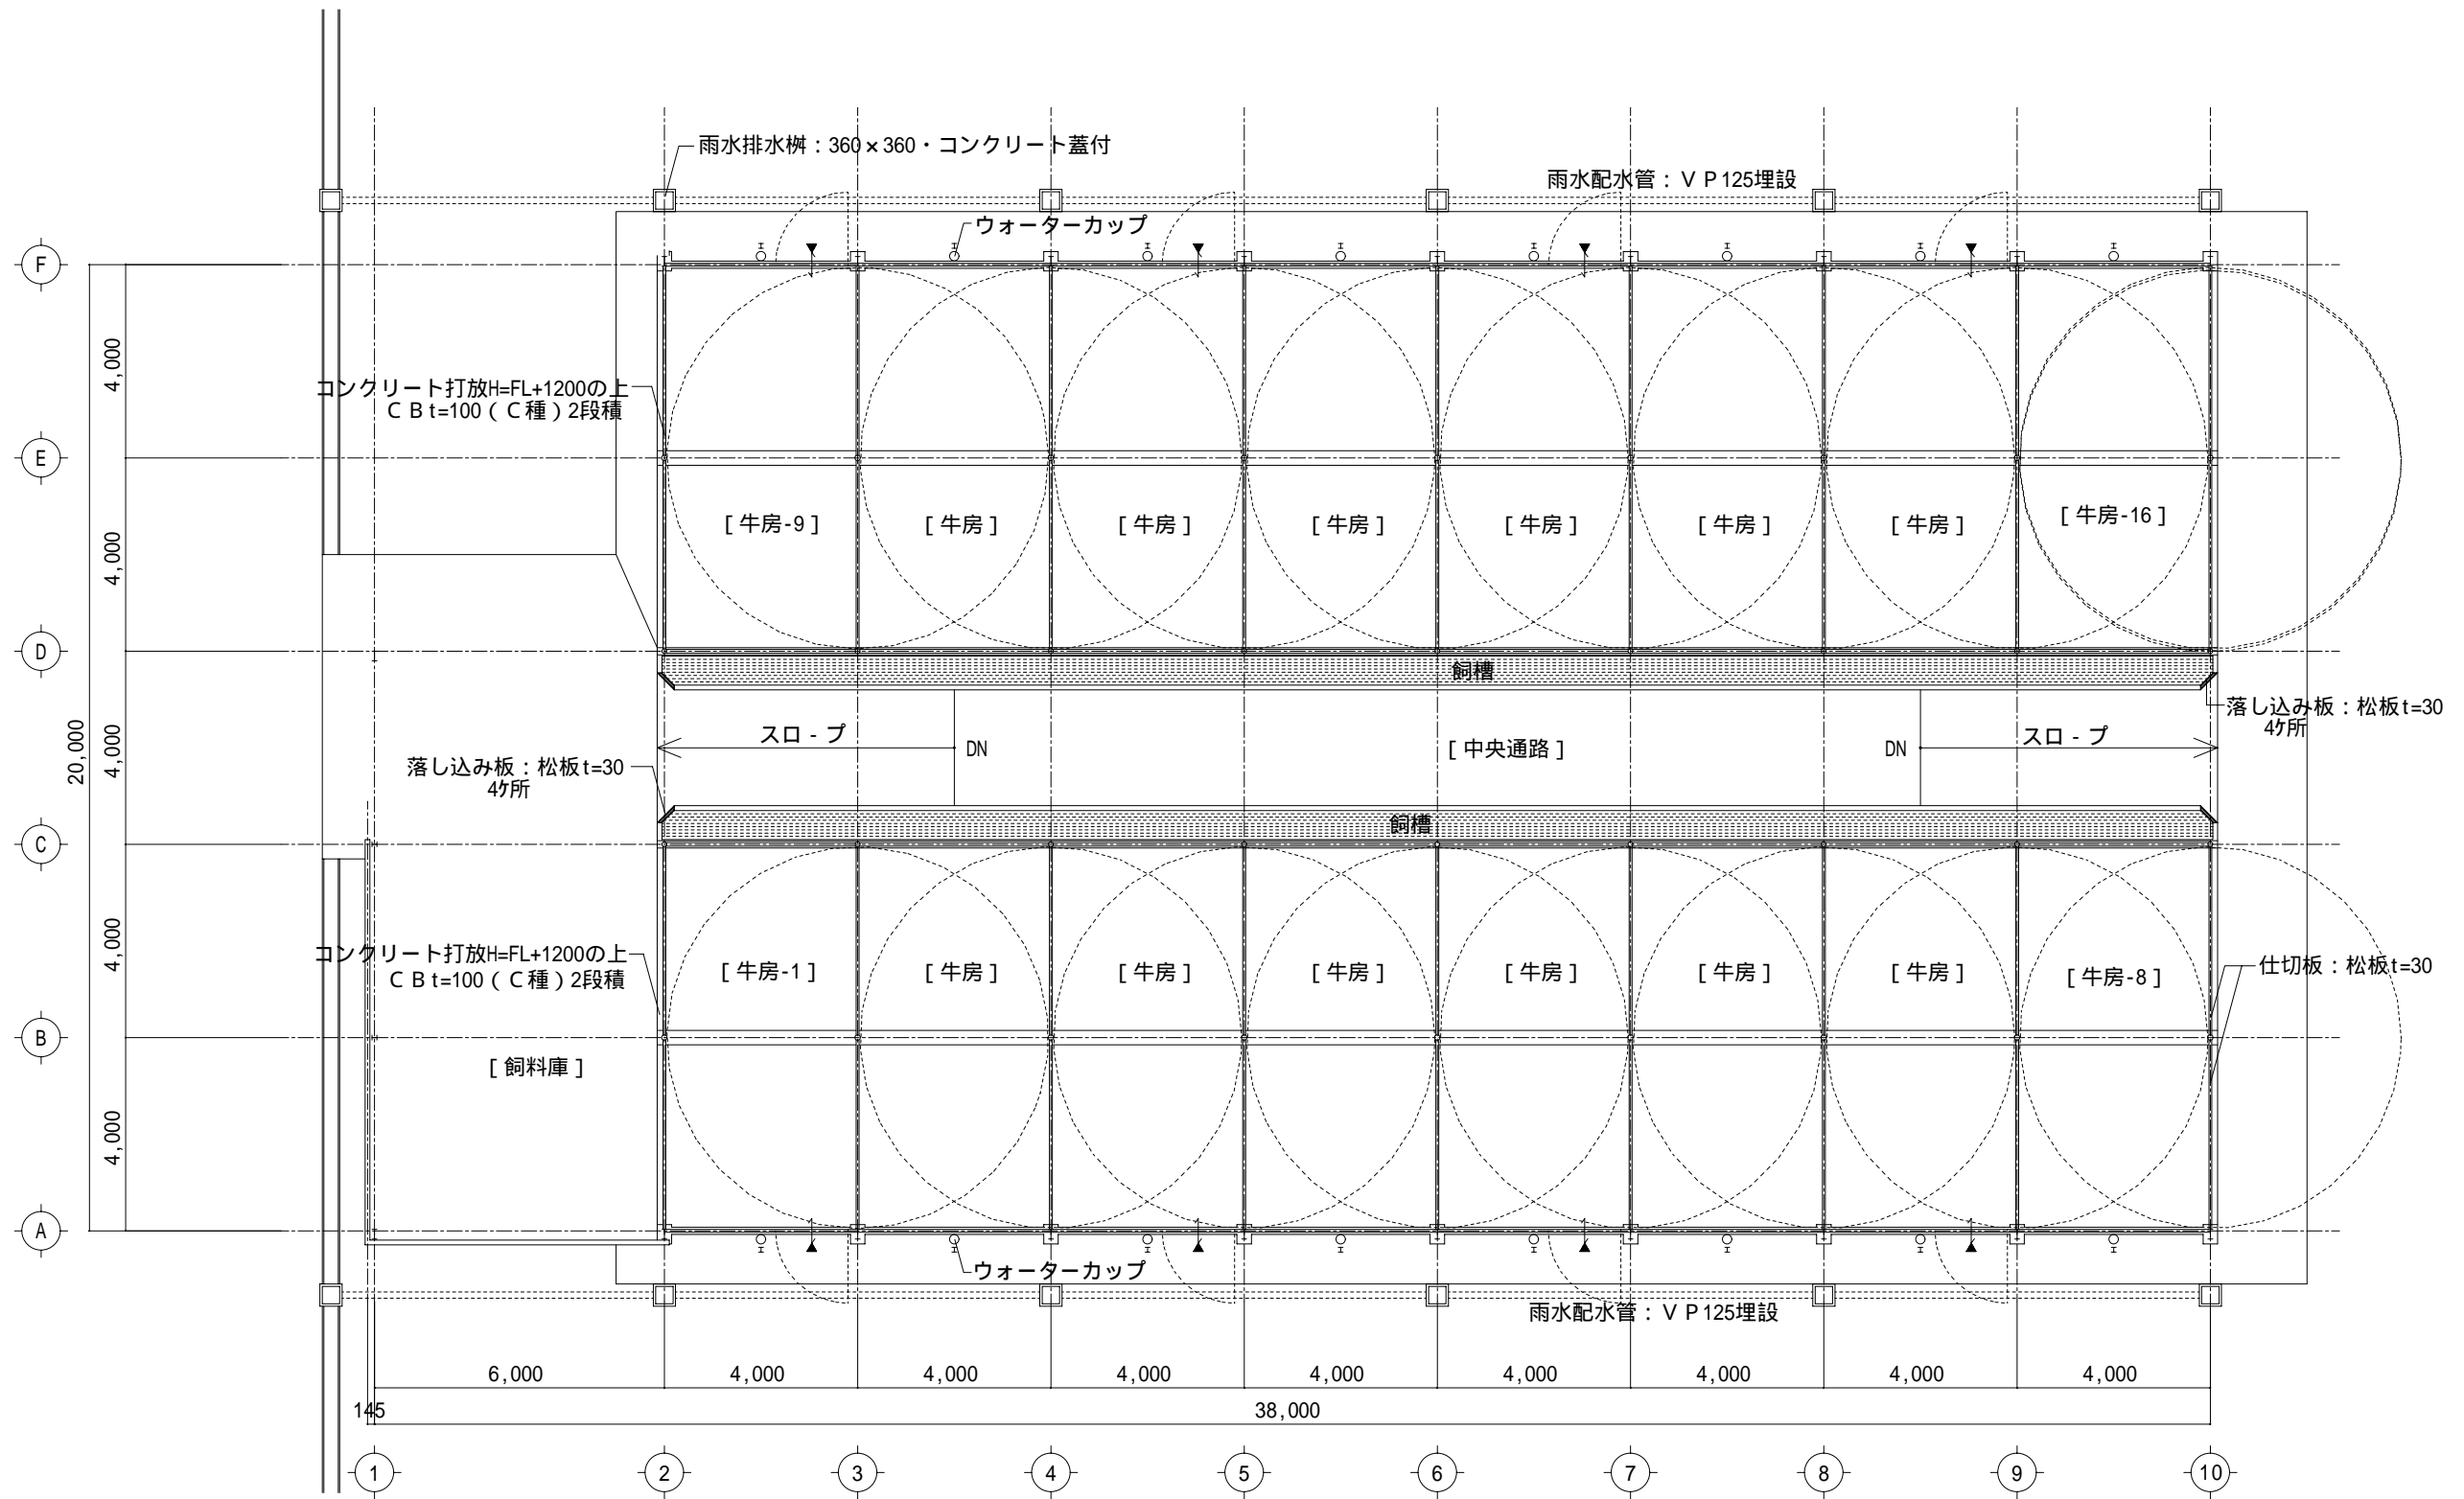 雨水排水桝：360×360・コンクリート蓋付
雨水配水管：ＶＰ125埋設
ウォーターカップ
F
4,000
コンクリート打放H=FL+1200の上
ＣＢt=100（Ｃ種）2段積
E
[ 牛房-9 ]
[ 牛房 ]
[ 牛房 ]
[ 牛房 ]
[ 牛房 ]
[ 牛房 ]
[ 牛房 ]
[ 牛房-16 ]
4,000
D
飼槽
落し込み板：松板t=30
4ケ所
20,000
4,000
スロ‐プ
DN
[ 中央通路 ]
DN
スロ‐プ
落し込み板：松板t=30
4ケ所
飼槽
C
4,000
コンクリート打放H=FL+1200の上
ＣＢt=100（Ｃ種）2段積
[ 牛房-1 ]
[ 牛房 ]
[ 牛房 ]
[ 牛房 ]
[ 牛房 ]
[ 牛房 ]
[ 牛房 ]
[ 牛房-8 ]
仕切板：松板t=30
B
[ 飼料庫 ]
4,000
A
ウォーターカップ
雨水配水管：ＶＰ125埋設
6,000
4,000
4,000
4,000
4,000
4,000
4,000
4,000
4,000
145
38,000
1
2
3
4
5
6
7
8
9
10